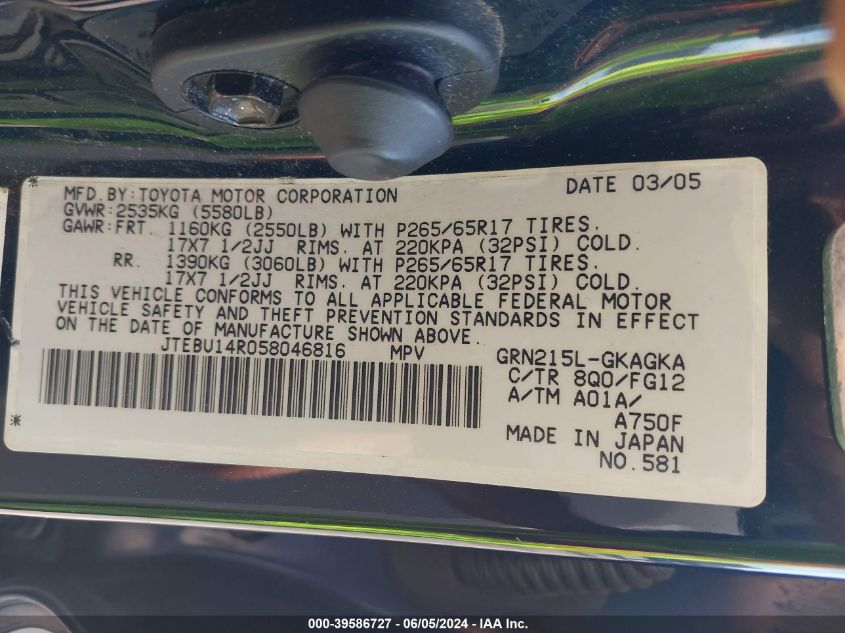 MFD.BY:TOYOTA MOTOR CORPORATION DATE 03/05
GVWR:2535KG (5580LB)
GAWR:FRT. 1160KG (2550LB) WITH P265/65R17 TIRES.
17X7 1/2JJ RIMS. AT 220KPA (32PSI) COLD.
RR. 1390KG (3060LB) WITH P265/65R17 TIRES.
17X7 1/2JJ RIMS. AT 220KPA (32PSI) COLD.
THIS VEHICLE CONFORMS TO ALL APPLICABLE FEDERAL MOTOR
VEHICLE SAFETY AND THEFT PREVENTION STANDARDS IN EFFECT
ON THE DATE OF MANUFACTURE SHOWN ABOVE.
JTEBU14R058046816 MPV GRN215L-GKAGKA
C/TR 8Q0/FG12
A/TM A01A/
A750F
MADE IN JAPAN
NO.581
000-39586727 - 06/05/2024 - IAA Inc.